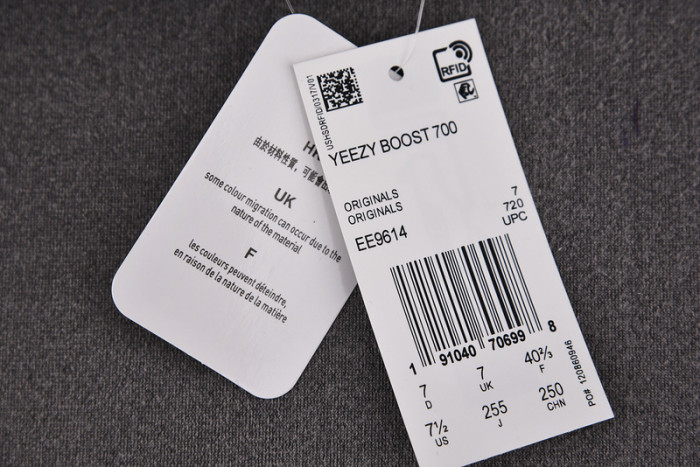 HK
由於材料性質，可能會
UK
some colour migration can occur due to the
nature of the material
F
les couleurs peuvent déteindre,
en raison de la nature de la matière
USHSDRFID/0317/V01
RFID
YEEZY BOOST 700
ORIGINALS
ORIGINALS
7
720
UPC
EE9614
1 91040 70699 8
7
D
7
UK
40⅔
F
7½
US
255
J
250
CHN
PO# 120860946